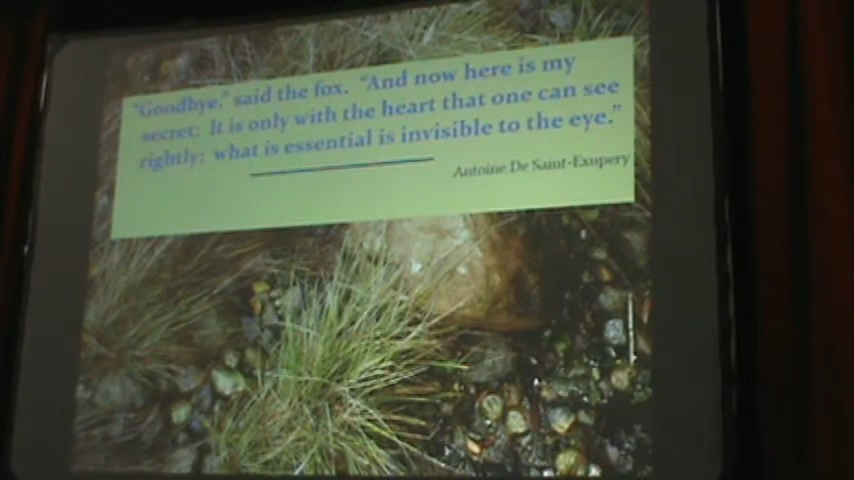 "Goodbye," said the fox. "And now here is my
secret: It is only with the heart that one can see
rightly; what is essential is invisible to the eye."
Antoine De Saint-Exupery